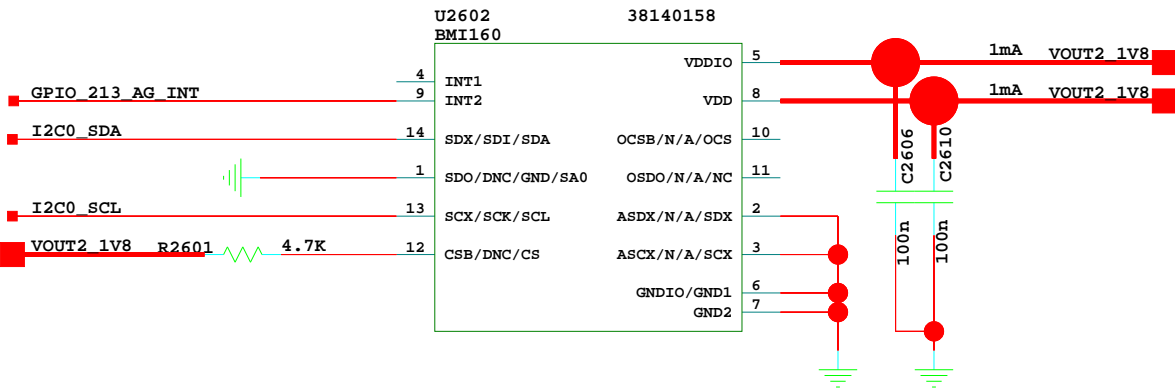 U2602 38140158
BMI160
VDDIO 5 1mA VOUT2_1V8
4 INT1
GPIO_213_AG_INT 9 INT2 VDD 8 1mA VOUT2_1V8
I2C0_SDA 14 SDX/SDI/SDA OCSB/N/A/OCS 10
C2606 C2610
1 SDO/DNC/GND/SA0 OSDO/N/A/NC 11
I2C0_SCL 13 SCX/SCK/SCL ASDX/N/A/SDX 2
VOUT2_1V8 R2601 4.7K 12 CSB/DNC/CS ASCX/N/A/SCX 3
100n 100n
GNDIO/GND1 6
GND2 7